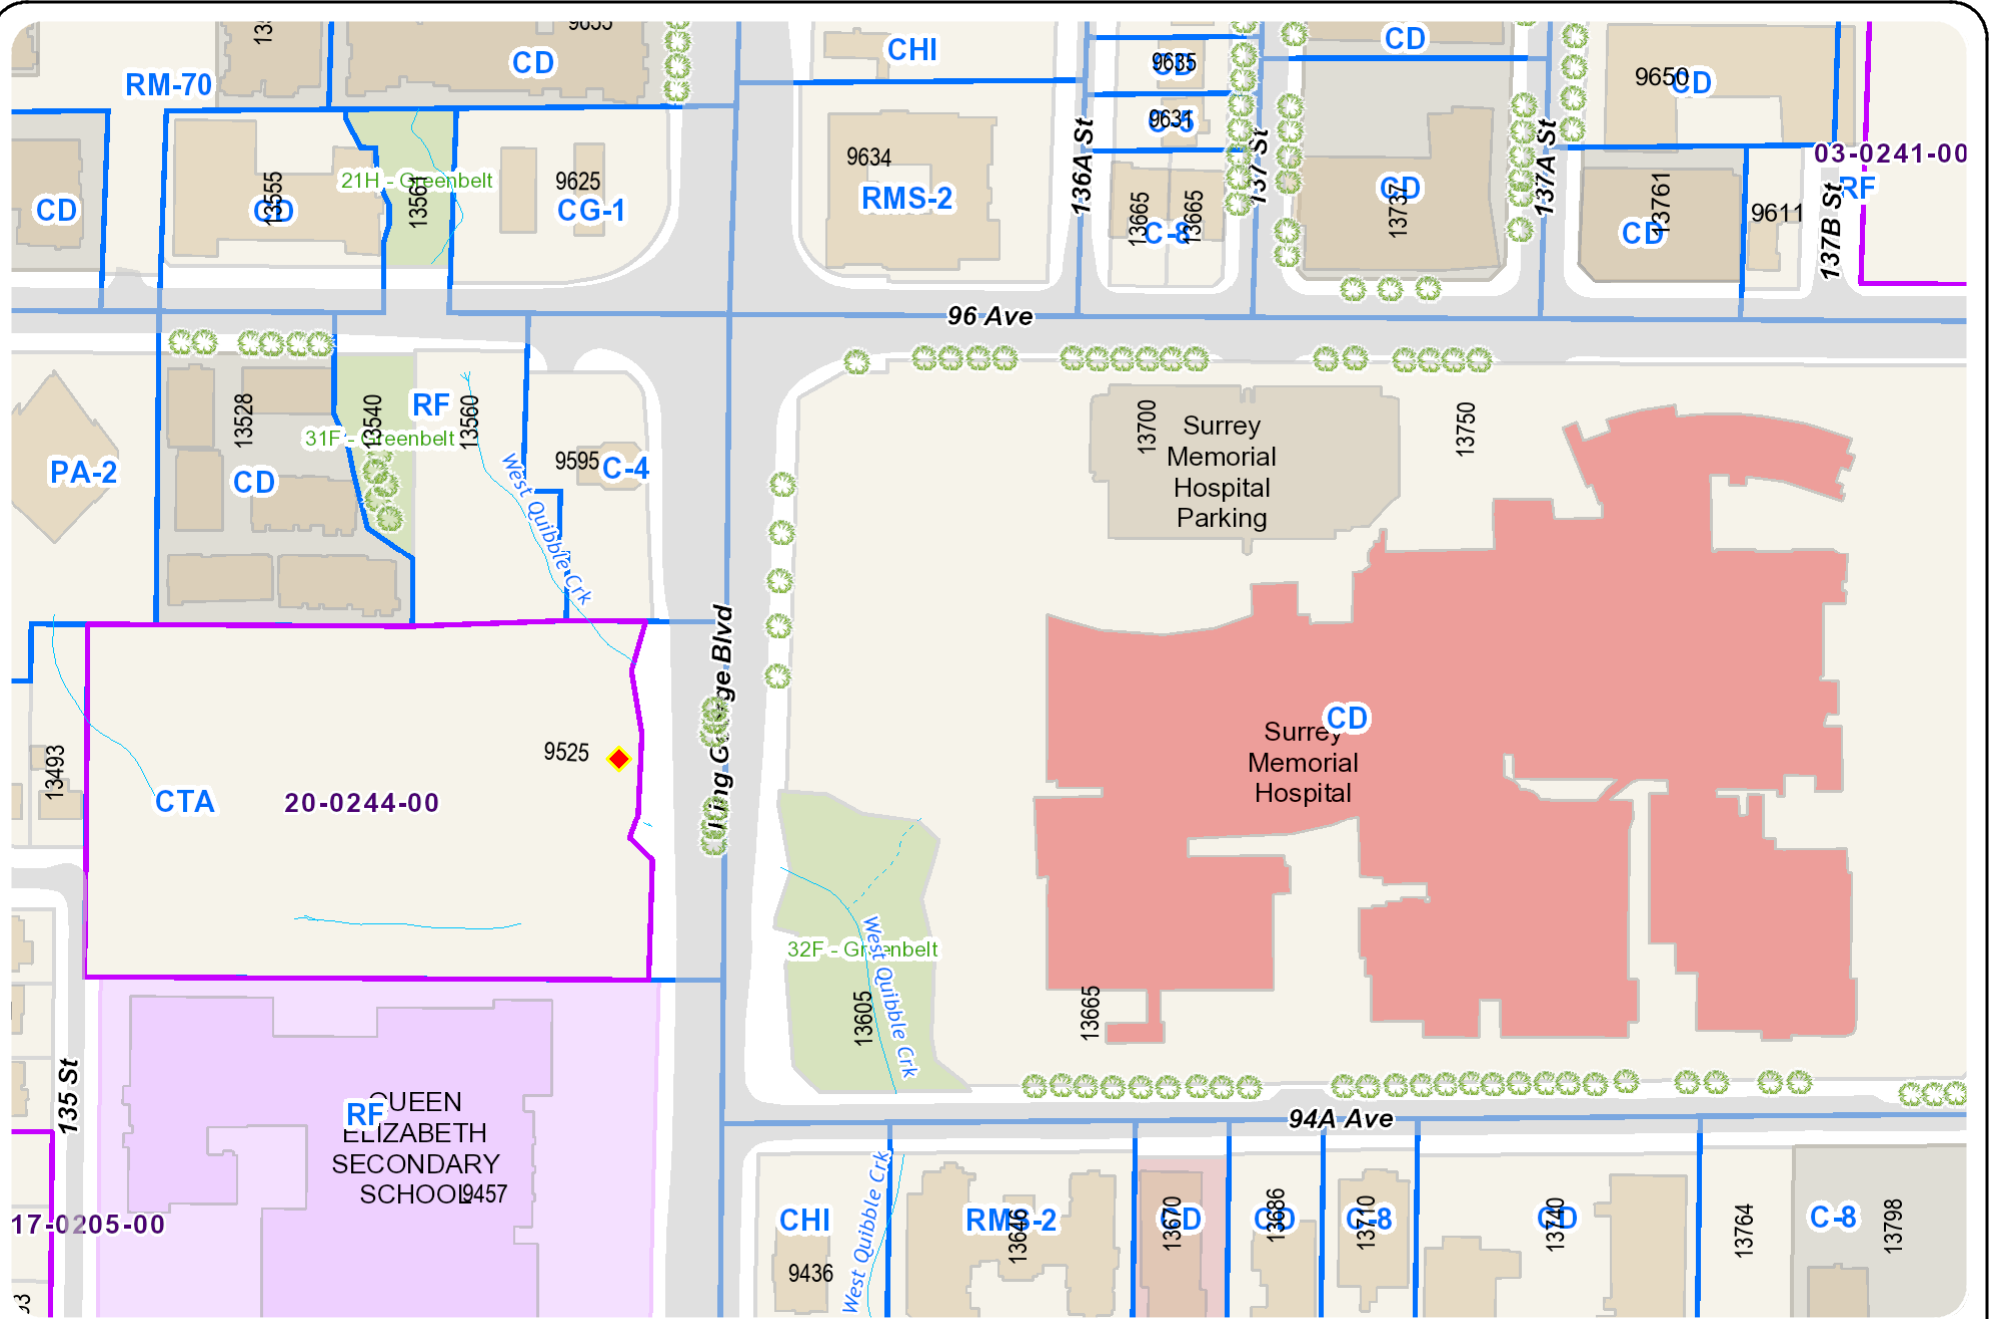 9655
CHI
CD
CD
9635
CD
RM-70
9650
CD
9631
C-5
136A St
137 St
137A St
03-0241-00
9634
RMS-2
CD
13555
CD
21H - Greenbelt
13561
9625
CG-1
13665
13665
C-8
CD
13737
13761
CD
9611
137B St
RF
96 Ave
PA-2
13528
CD
31F - Greenbelt
13540
RF
13560
West Quibble Crk
9595
C-4
13700
Surrey
Memorial
Hospital
Parking
13750
King George Blvd
Surrey
Memorial
Hospital
CD
13493
CTA
20-0244-00
9525
32F - Greenbelt
13605
West Quibble Crk
13665
135 St
RF
QUEEN
ELIZABETH
SECONDARY
SCHOOL
9457
94A Ave
17-0205-00
CHI
9436
West Quibble Crk
RMS-2
13646
13670
CD
13686
CD
13710
C-8
13740
CD
13764
C-8
13798